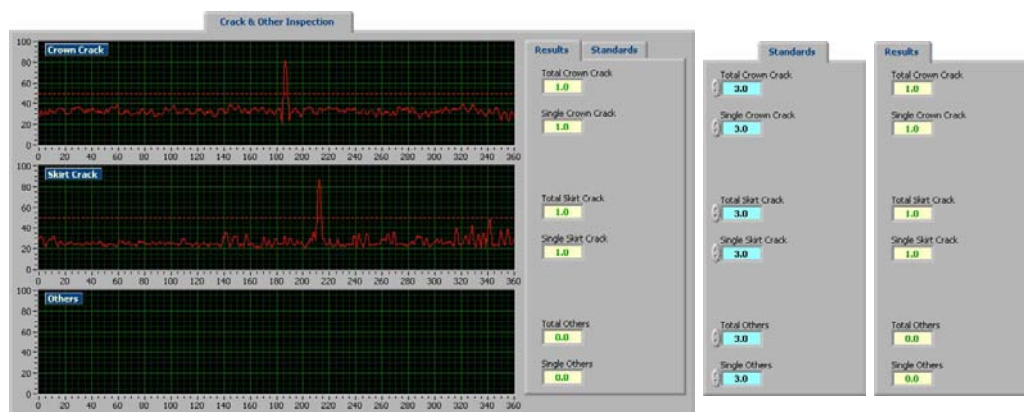 Crack & Other Inspection
Crown Crack
100
80
60
40
20
0
0 20 40 60 80 100 120 140 160 180 200 220 240 260 280 300 320 340 360
Skirt Crack
100
80
60
40
20
0
0 20 40 60 80 100 120 140 160 180 200 220 240 260 280 300 320 340 360
Others
100
80
60
40
20
0
0 20 40 60 80 100 120 140 160 180 200 220 240 260 280 300 320 340 360
Results Standards
Total Crown Crack
1.0
Single Crown Crack
1.0
Total Skirt Crack
1.0
Single Skirt Crack
1.0
Total Others
0.0
Single Others
0.0
Standards
Total Crown Crack
3.0
Single Crown Crack
3.0
Total Skirt Crack
3.0
Single Skirt Crack
3.0
Total Others
3.0
Single Others
3.0
Results
Total Crown Crack
1.0
Single Crown Crack
1.0
Total Skirt Crack
1.0
Single Skirt Crack
1.0
Total Others
0.0
Single Others
0.0